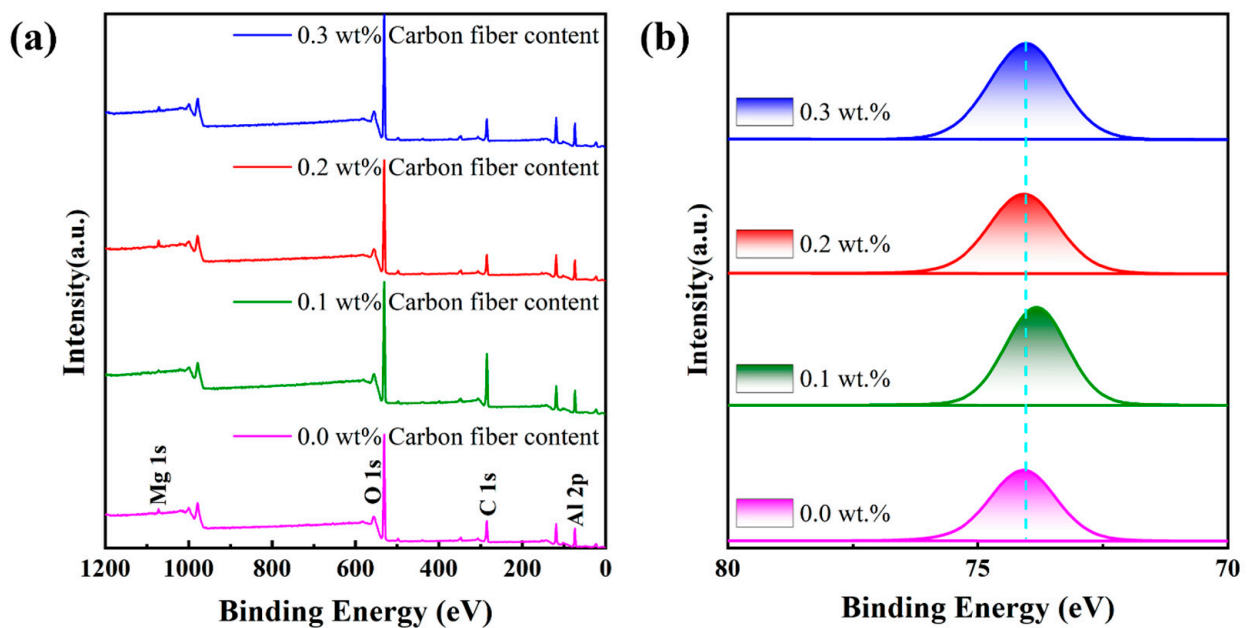 (a)
0.3 wt% Carbon fiber content
0.2 wt% Carbon fiber content
0.1 wt% Carbon fiber content
0.0 wt% Carbon fiber content
Mg 1s
O 1s
C 1s
Al 2p
Intensity(a.u.)
1200 1000 800 600 400 200 0
Binding Energy (eV)
(b)
0.3 wt.%
0.2 wt.%
0.1 wt.%
0.0 wt.%
Intensity(a.u.)
80 75 70
Binding Energy (eV)